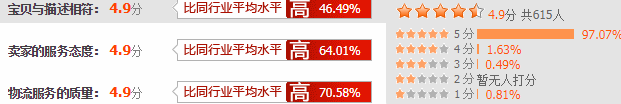 宝贝与描述相符：4.9分 比同行业平均水平 高 46.49%
卖家的服务态度：4.9分 比同行业平均水平 高 64.01%
物流服务的质量：4.9分 比同行业平均水平 高 70.58%
4.9分 共615人
5分 97.07%
4分 1.63%
3分 0.49%
2分 暂无人打分
1分 0.81%